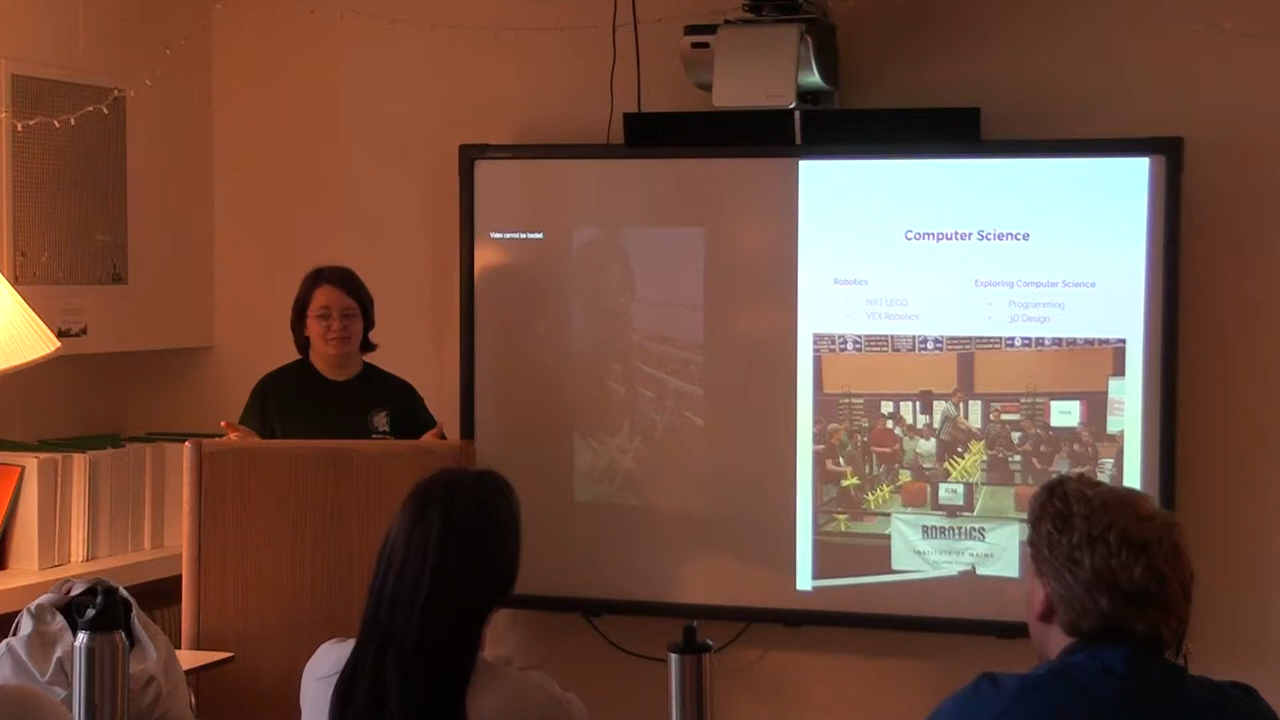 Video cannot be loaded.
Computer Science
Robotics
- NXT LEGO
- VEX Robotics
Exploring Computer Science
- Programming
- 3D Design
RIM
ROBOTICS
INSTITUTE OF MAINE